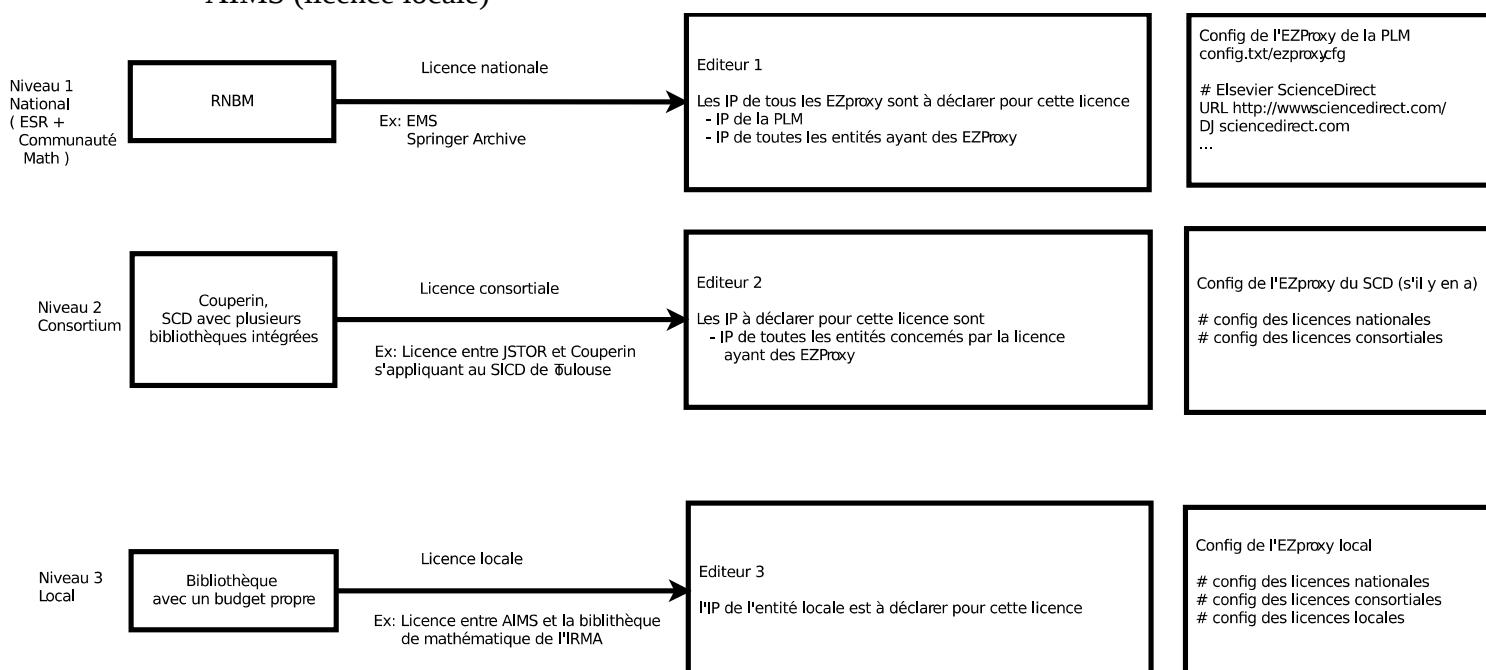 AIMS (licence locale)
Niveau 1
National
( ESR +
Communauté
Math )
RNBM
Licence nationale
Ex: EMS
Springer Archive
Editeur 1
Les IP de tous les EZproxy sont à déclarer pour cette licence
- IP de la PLM
- IP de toutes les entités ayant des EZProxy
Config de l'EZProxy de la PLM
config.txt/ezproxy.cfg
# Elsevier ScienceDirect
URL http://www.sciencedirect.com/
DJ sciencedirect.com
...
Niveau 2
Consortium
Couperin,
SCD avec plusieurs
bibliothèques intégrées
Licence consortiale
Ex: Licence entre JSTOR et Couperin
s'appliquant au SICD de Toulouse
Editeur 2
Les IP à déclarer pour cette licence sont
- IP de toutes les entités concernés par la licence
ayant des EZProxy
Config de l'EZproxy du SCD (s'il y en a)
# config des licences nationales
# config des licences consortiales
Niveau 3
Local
Bibliothèque
avec un budget propre
Licence locale
Ex: Licence entre AIMS et la biblithèque
de mathématique de l'IRMA
Editeur 3
l'IP de l'entité locale est à déclarer pour cette licence
Config de l'EZproxy local
# config des licences nationales
# config des licences consortiales
# config des licences locales